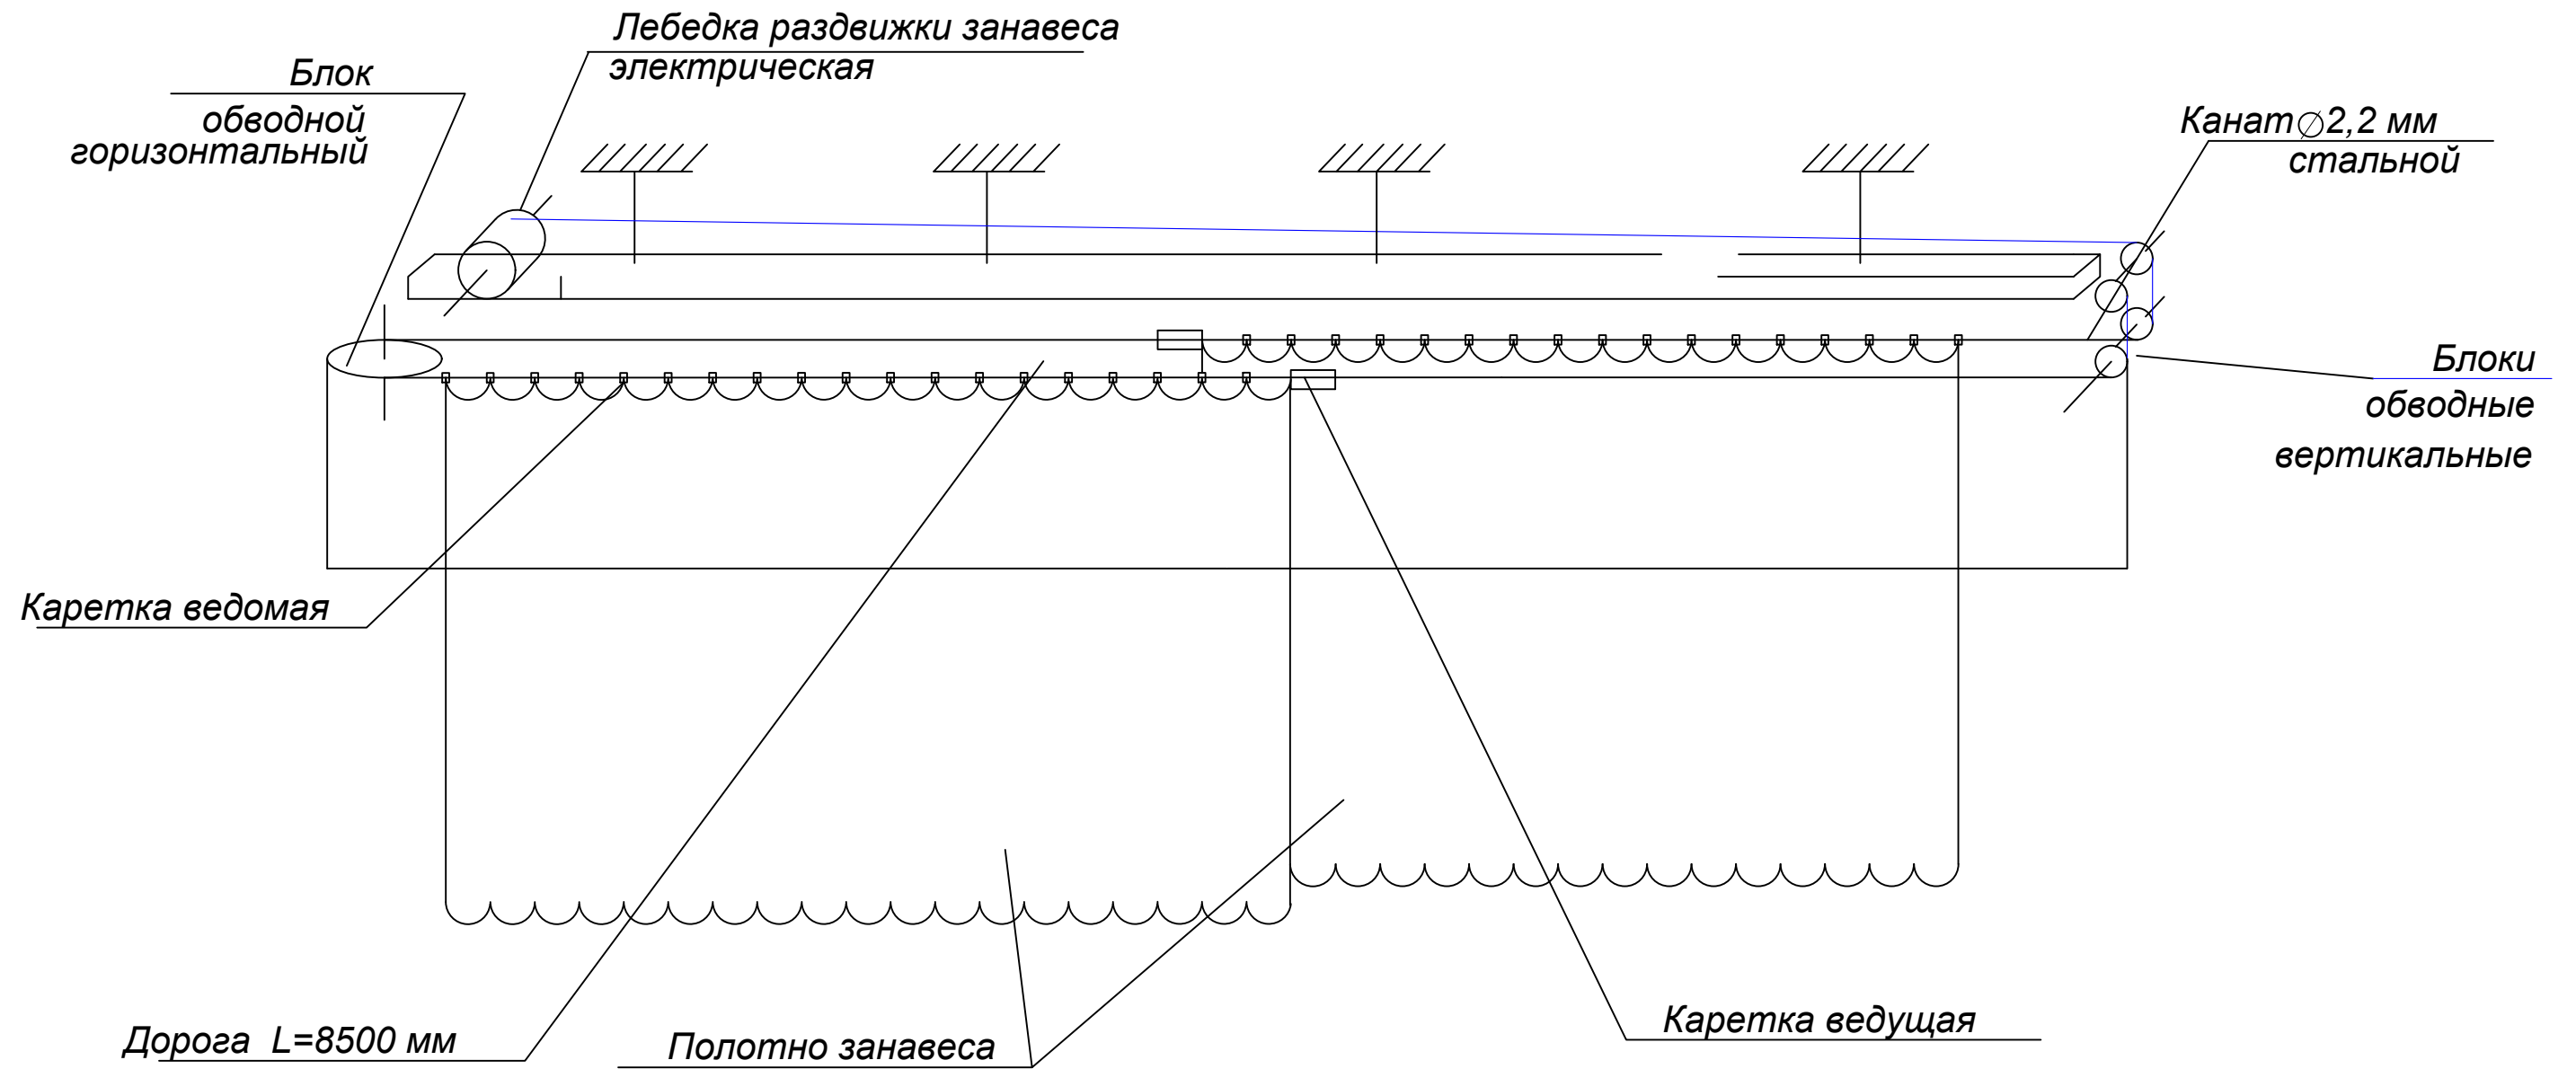 Лебедка раздвижки занавеса
электрическая
Блок
обводной
горизонтальный
Канат∅2,2 мм
стальной
Блоки
обводные
вертикальные
Каретка ведомая
Дорога L=8500 мм
Полотно занавеса
Каретка ведущая